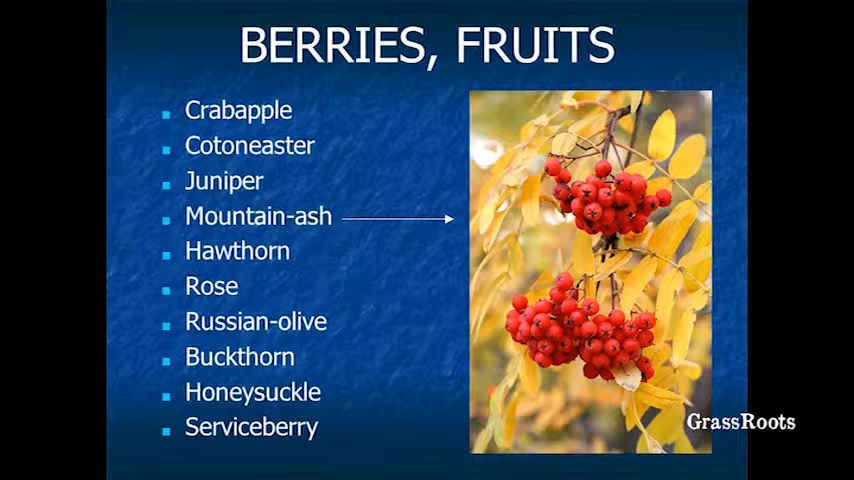 BERRIES, FRUITS
Crabapple
Cotoneaster
Juniper
Mountain-ash
Hawthorn
Rose
Russian-olive
Buckthorn
Honeysuckle
Serviceberry
GrassRoots